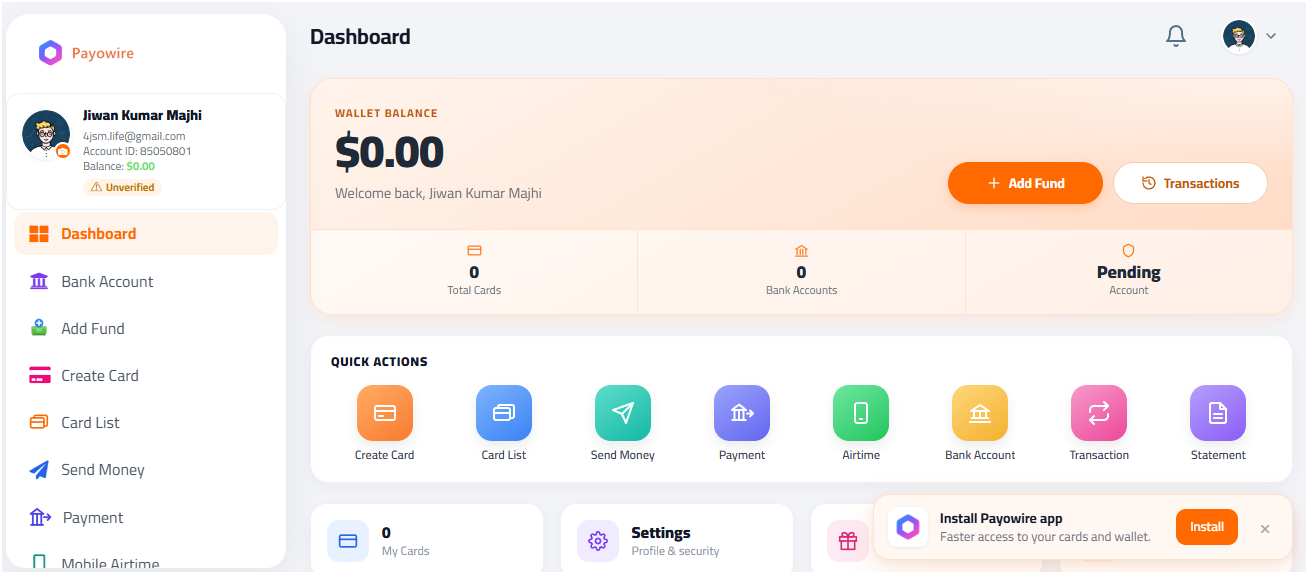 Payowire
Jiwan Kumar Majhi
4jsm.life@gmail.com
Account ID: 85050801
Balance: $0.00
Unverified
Dashboard
Bank Account
Add Fund
Create Card
Card List
Send Money
Payment
Mobile Airtime
Dashboard
WALLET BALANCE
$0.00
Welcome back, Jiwan Kumar Majhi
Add Fund
Transactions
0
Total Cards
0
Bank Accounts
Pending
Account
QUICK ACTIONS
Create Card
Card List
Send Money
Payment
Airtime
Bank Account
Transaction
Statement
0
My Cards
Settings
Profile & security
Install Payowire app
Faster access to your cards and wallet.
Install